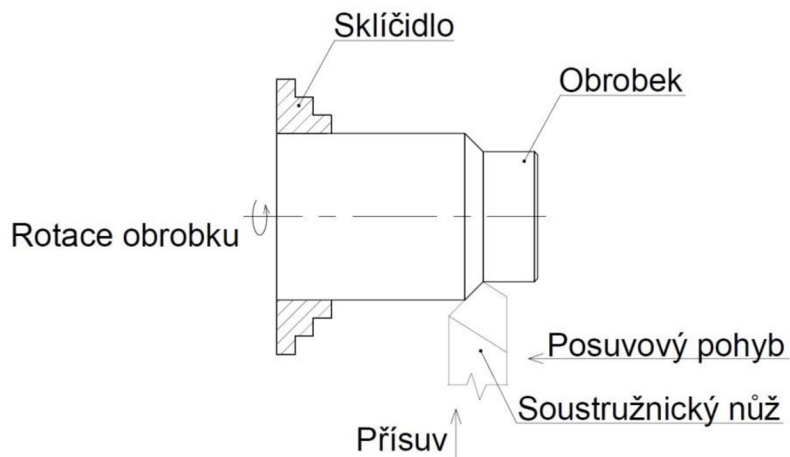 Sklíčidlo
Obrobek
Rotace obrobku
Posuvový pohyb
Soustružnický nůž
Přísuv